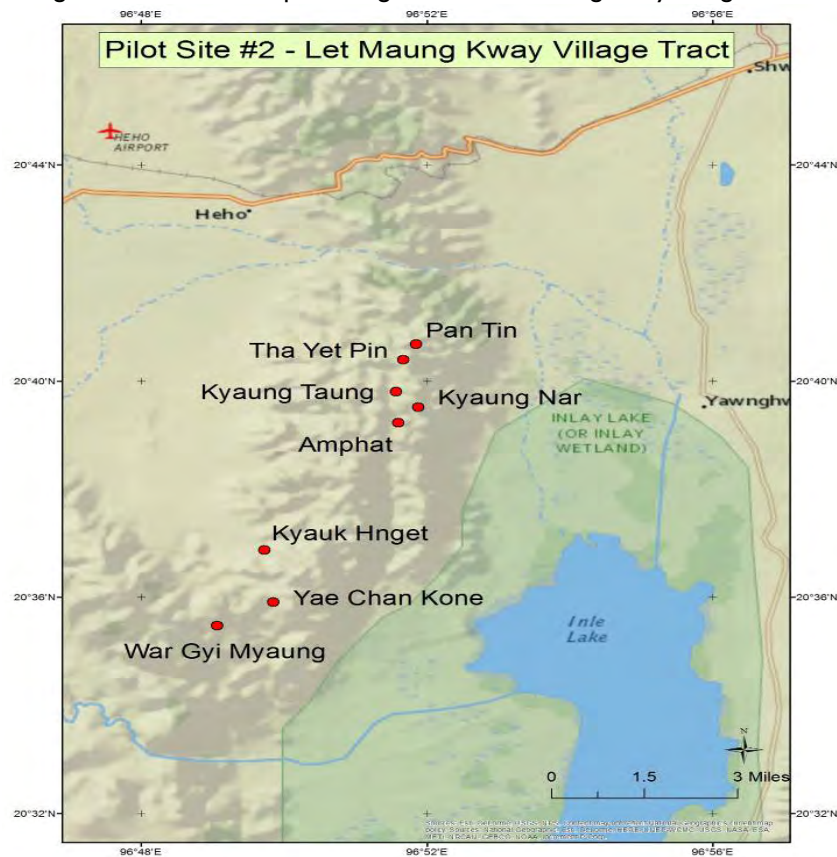 96°48'E 96°52'E 96°56'E
Pilot Site #2 - Let Maung Kway Village Tract
Shw
HEHO
AIRPORT
20°44'N 20°44'N
Heho
Pan Tin
Tha Yet Pin
20°40'N 20°40'N
Kyaung Taung
Kyaung Nar
Yawnghw
INLAY LAKE
(OR INLAY
WETLAND)
Amphat
Kyauk Hnget
20°36'N 20°36'N
Yae Chan Kone
Inle
Lake
War Gyi Myaung
N
0 1.5 3 Miles
20°32'N 20°32'N
96°48'E 96°52'E 96°56'E